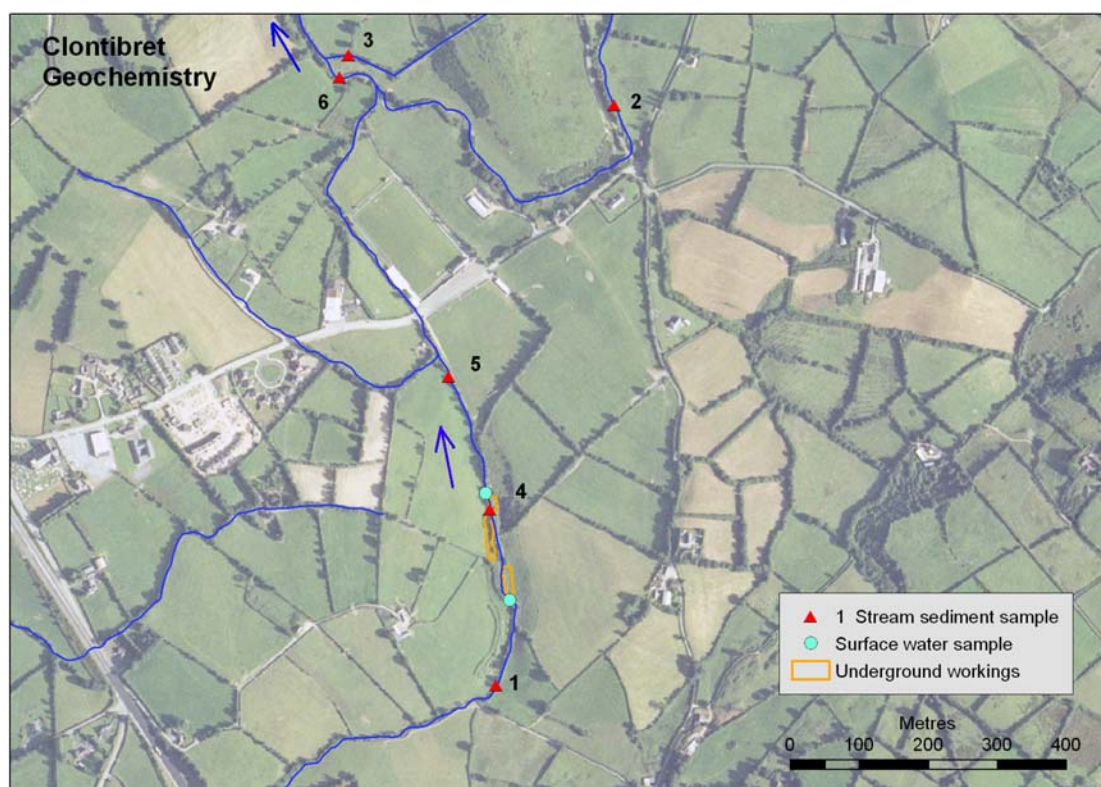 Clontibret
Geochemistry
3
6
2
5
4
1
1 Stream sediment sample
Surface water sample
Underground workings
Metres
0 100 200 300 400